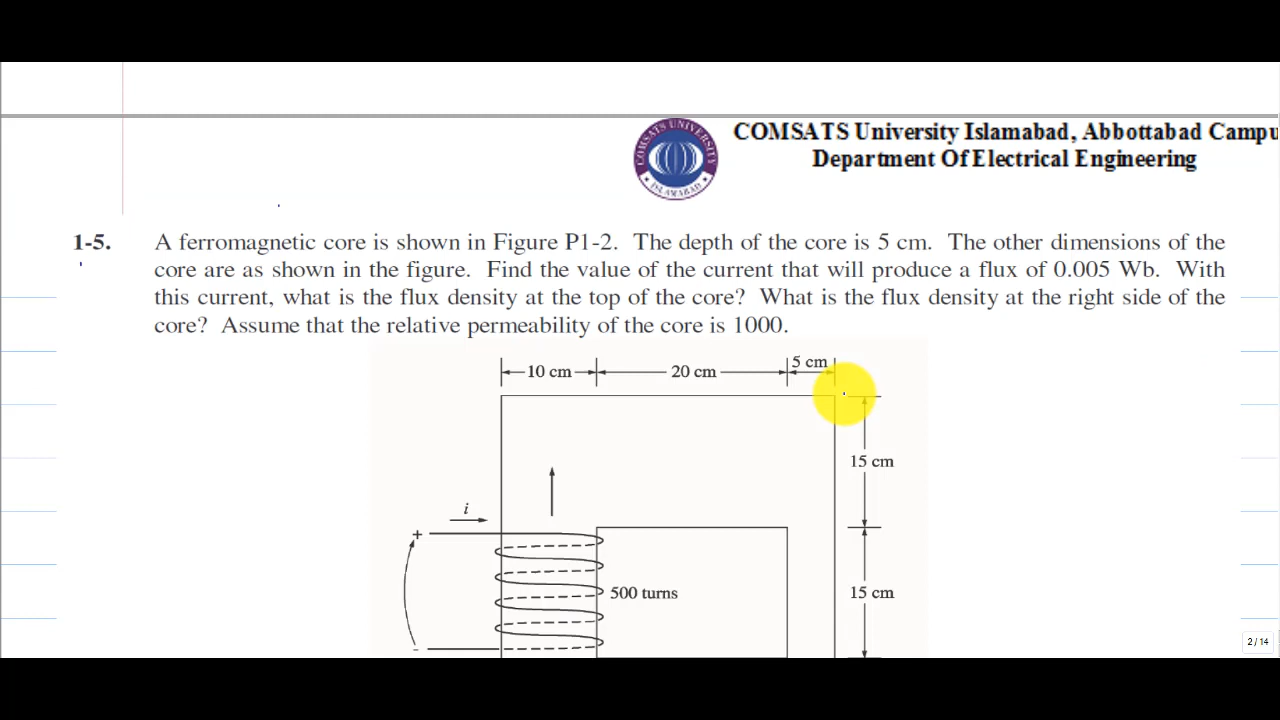 COMSATS University Islamabad, Abbottabad Campu
Department Of Electrical Engineering
COMSATS UNIVERSITY
ISLAMABAD
1-5. A ferromagnetic core is shown in Figure P1-2. The depth of the core is 5 cm. The other dimensions of the
core are as shown in the figure. Find the value of the current that will produce a flux of 0.005 Wb. With
this current, what is the flux density at the top of the core? What is the flux density at the right side of the
core? Assume that the relative permeability of the core is 1000.
10 cm 20 cm 5 cm
15 cm
i
+
500 turns 15 cm
-
2 / 14